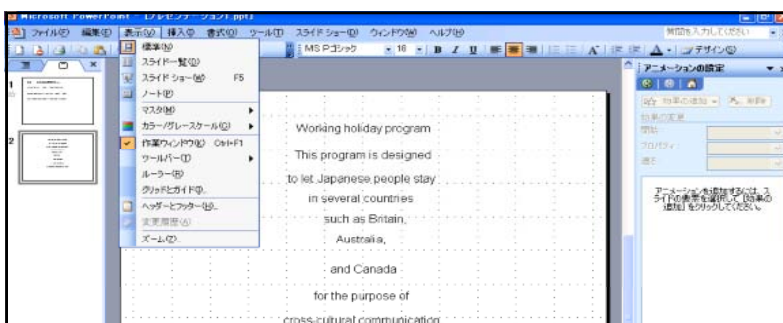 Microsoft PowerPoint - [プレゼンテーション1.ppt]
ファイル(F) 編集(E) 表示(V) 挿入(I) 書式(O) ツール(T) スライド ショー(D) ウィンドウ(W) ヘルプ(H) 質問を入力してください
MS Pゴシック 16 B I U デザイン(S)
標準(N)
スライド一覧(D)
スライド ショー(W) F5
ノート(P)
マスタ(M)
カラー/グレースケール(C)
作業ウィンドウ(K) Ctrl+F1
ツールバー(T)
ルーラー(R)
グリッドとガイド(I)...
ヘッダーとフッター(H)...
変更履歴(A)
ズーム(Z)...
1
2
Working holiday program
This program is designed
to let Japanese people stay
in several countries
such as Britain,
Australia,
and Canada
for the purpose of
cross-cultural communication
アニメーションの設定
効果の追加 削除
効果の変更
開始:
プロパティ:
速さ:
アニメーションを追加するには、ス
ライドの要素を選択して [効果の
追加] をクリックしてください。